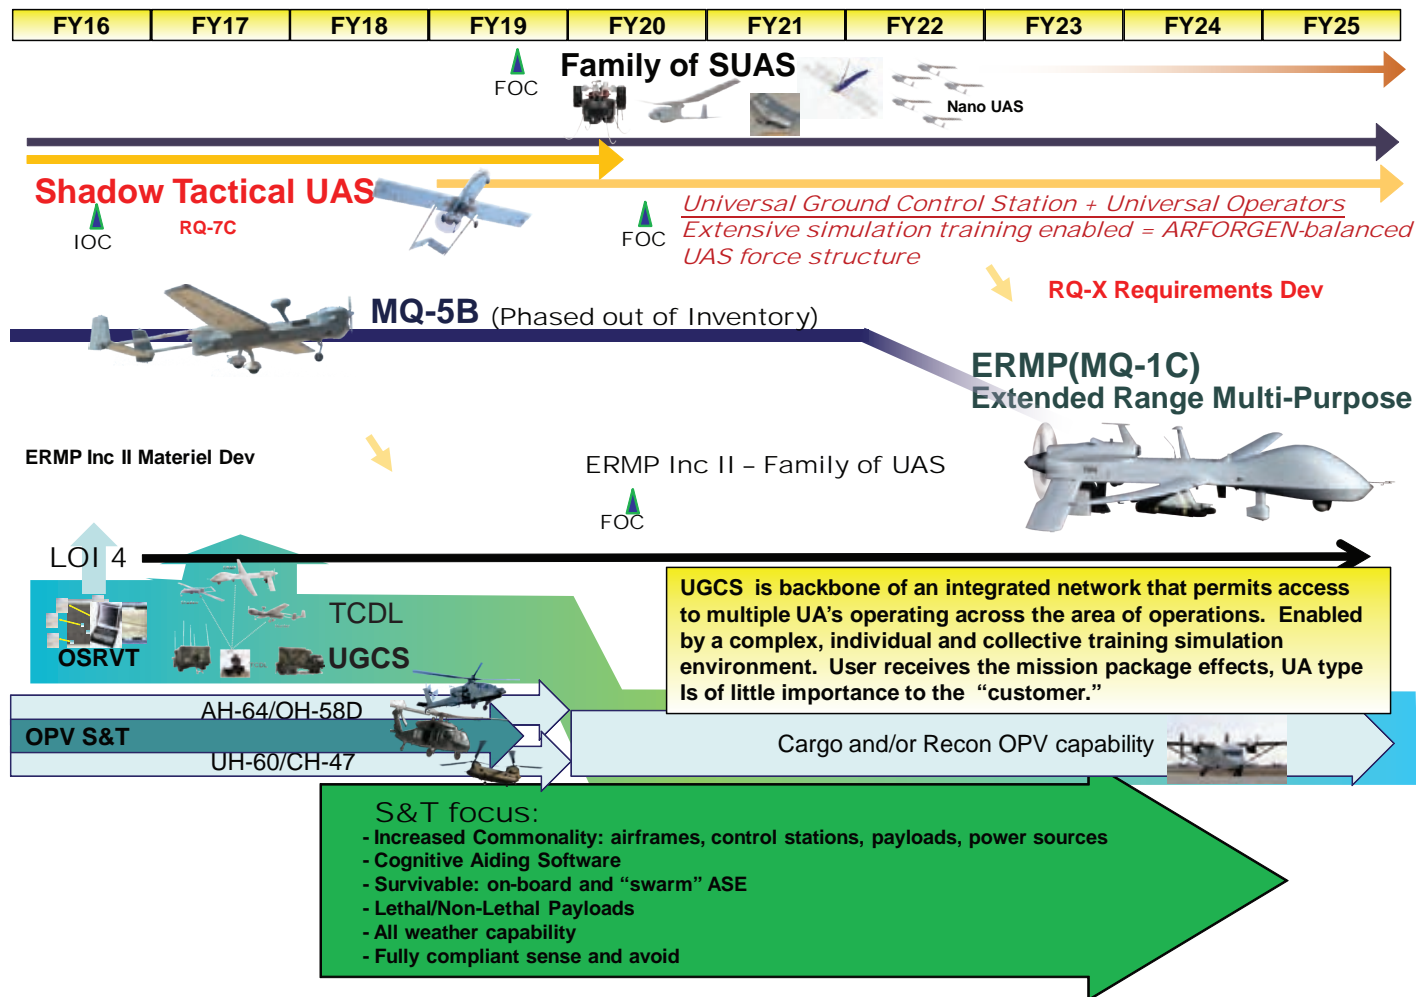 FY16 FY17 FY18 FY19 FY20 FY21 FY22 FY23 FY24 FY25
Family of SUAS
FOC
Nano UAS
Shadow Tactical UAS
RQ-7C
IOC
FOC
Universal Ground Control Station + Universal Operators
Extensive simulation training enabled = ARFORGEN-balanced
UAS force structure
RQ-X Requirements Dev
MQ-5B (Phased out of Inventory)
ERMP(MQ-1C)
Extended Range Multi-Purpose
ERMP Inc II Materiel Dev
ERMP Inc II – Family of UAS
FOC
LOI 4
TCDL
OSRVT
UGCS
UGCS is backbone of an integrated network that permits access
to multiple UA's operating across the area of operations. Enabled
by a complex, individual and collective training simulation
environment. User receives the mission package effects, UA type
Is of little importance to the “customer.”
AH-64/OH-58D
OPV S&T
UH-60/CH-47
Cargo and/or Recon OPV capability
S&T focus:
- Increased Commonality: airframes, control stations, payloads, power sources
- Cognitive Aiding Software
- Survivable: on-board and “swarm” ASE
- Lethal/Non-Lethal Payloads
- All weather capability
- Fully compliant sense and avoid